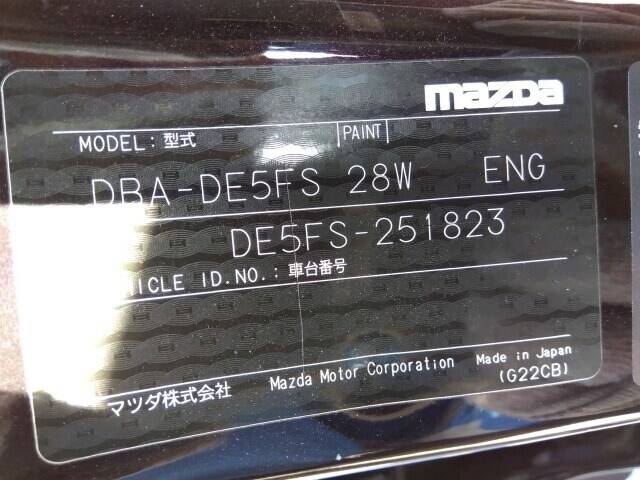 mazda
MODEL: 型式 PAINT
DBA-DE5FS 28W ENG
DE5FS-251823
VEHICLE ID.NO.: 車台番号
マツダ株式会社 Mazda Motor Corporation Made in Japan
(G22CB)